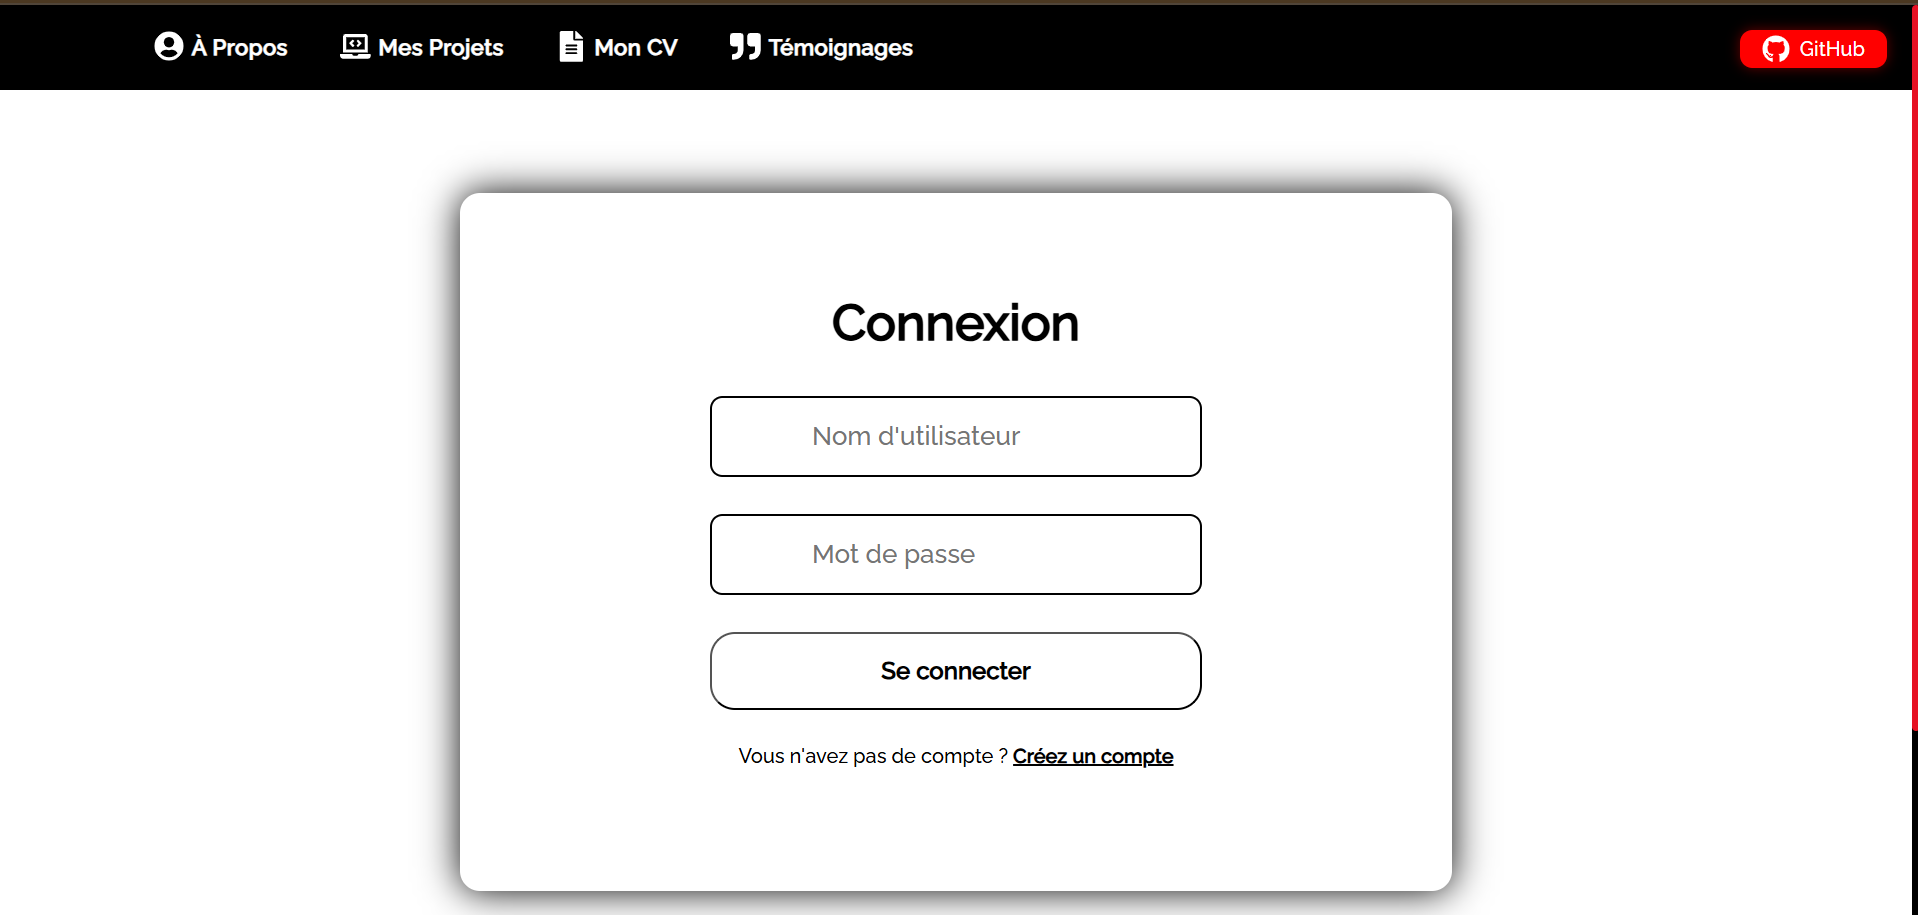 À Propos Mes Projets Mon CV Témoignages GitHub
Connexion
Nom d'utilisateur
Mot de passe
Se connecter
Vous n'avez pas de compte ? Créez un compte